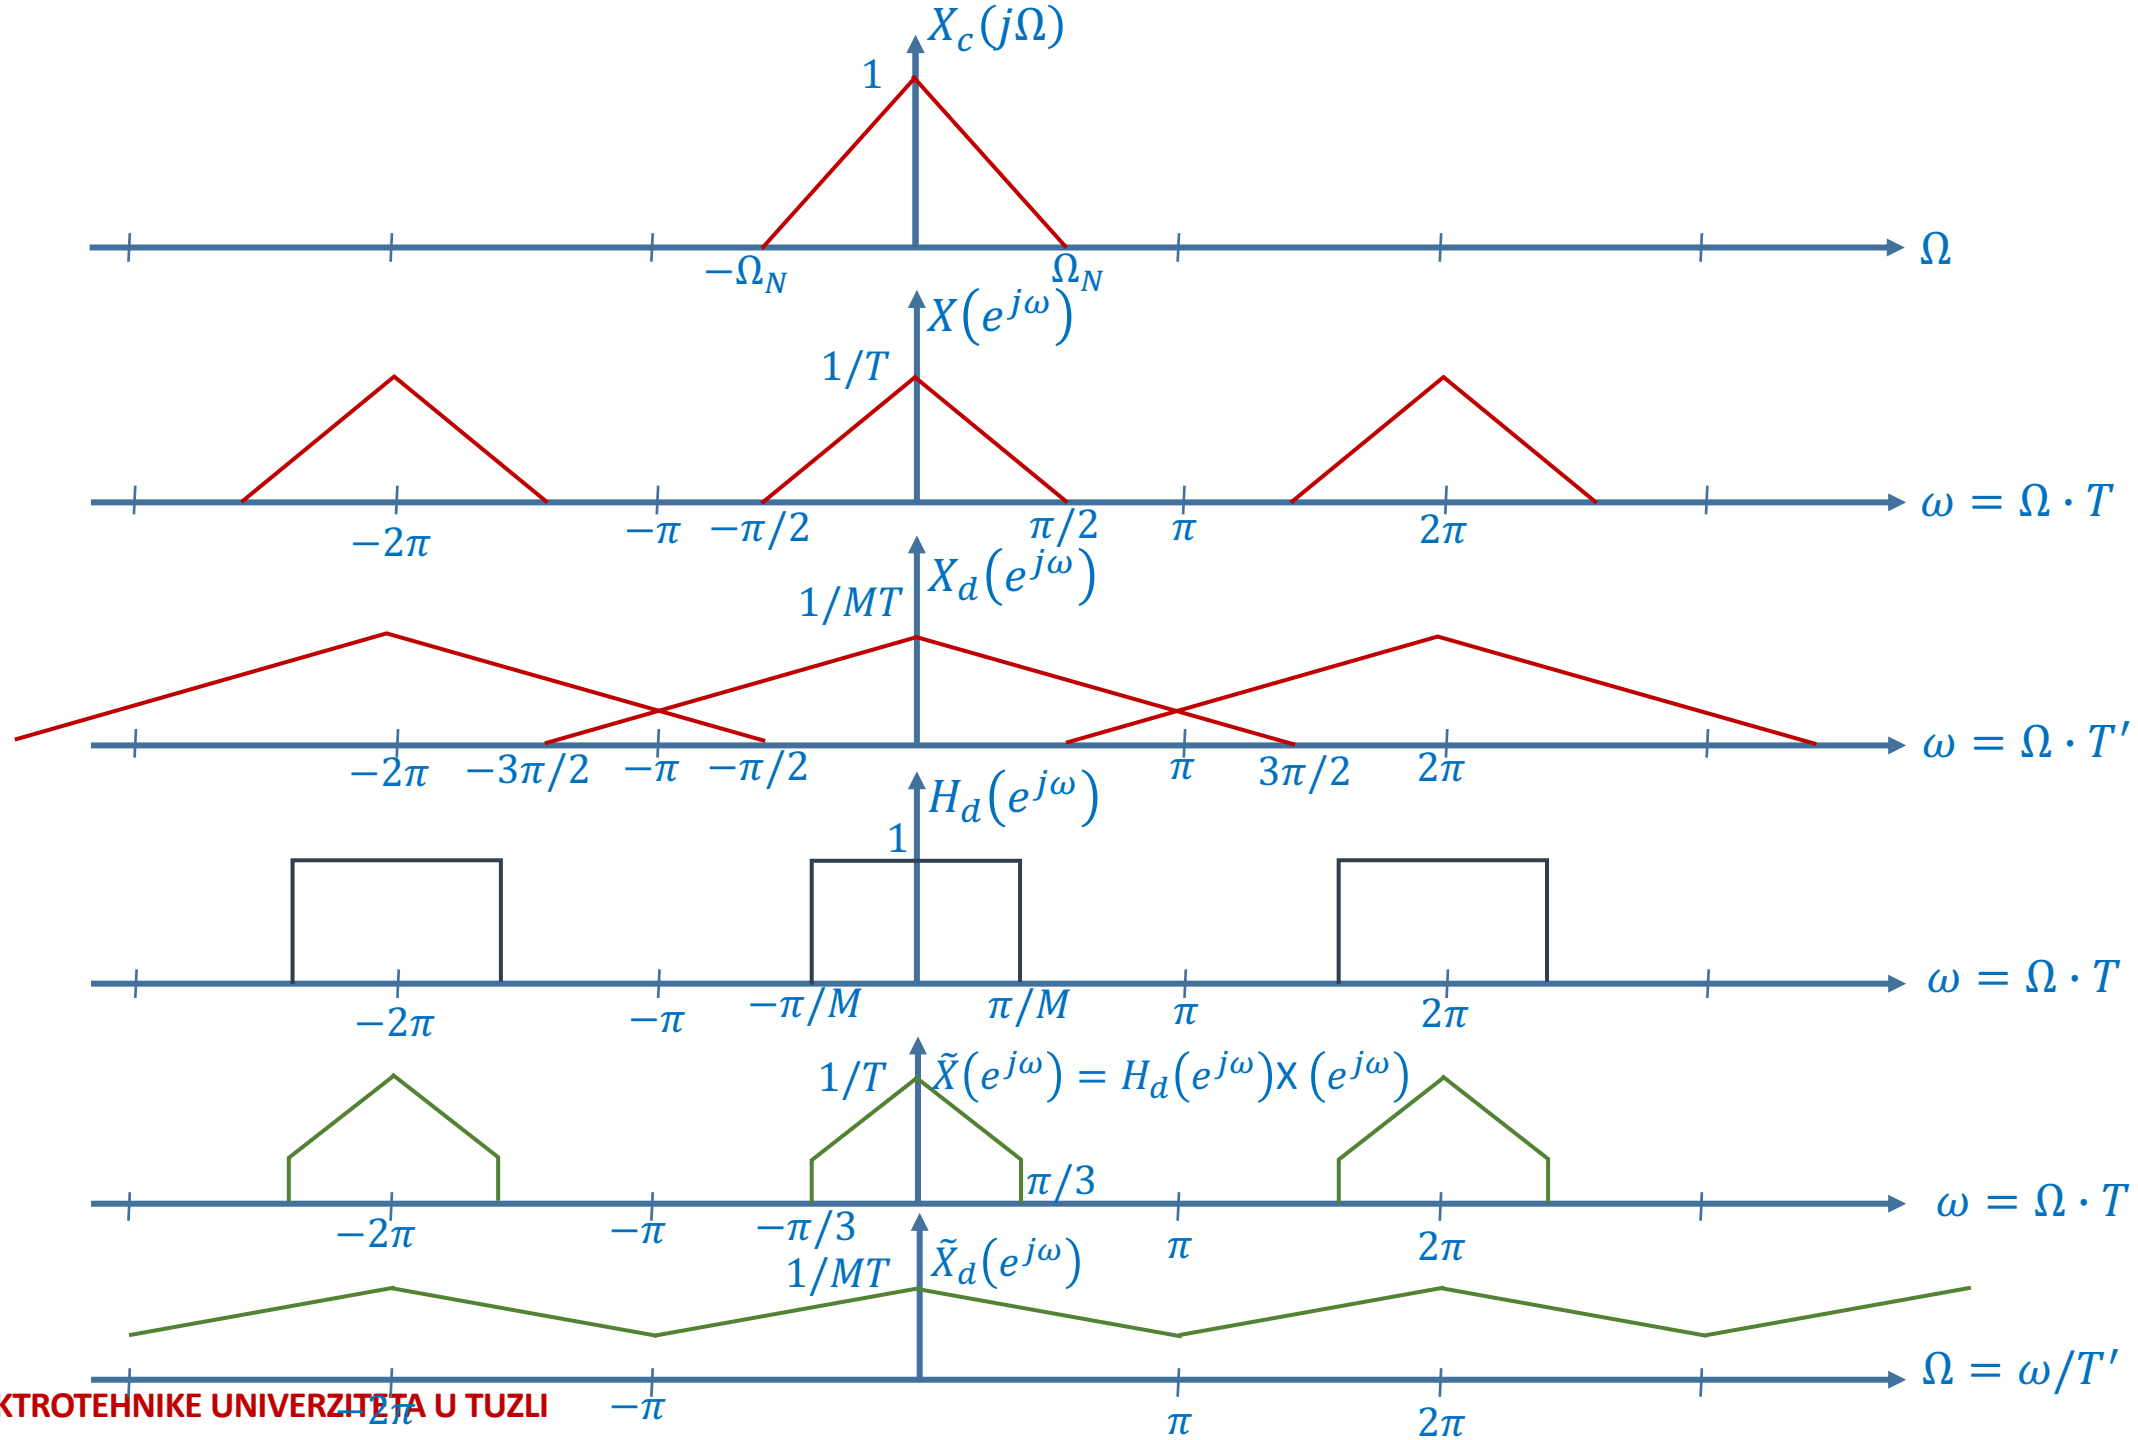 X_c(jΩ)
1
Ω
−Ω_N Ω_N
X(e^{jω})
1/T
ω = Ω · T
−2π −π −π/2 π/2 π 2π
X_d(e^{jω})
1/MT
ω = Ω · T′
−2π −3π/2 −π −π/2 π 3π/2 2π
H_d(e^{jω})
1
ω = Ω · T
−2π −π −π/M π/M π 2π
1/T X̃(e^{jω}) = H_d(e^{jω})X (e^{jω})
π/3
ω = Ω · T
−2π −π −π/3 π 2π
1/MT X̃_d(e^{jω})
Ω = ω/T′
−2π −π π 2π
KTROTEHNIKE UNIVERZITETA U TUZLI